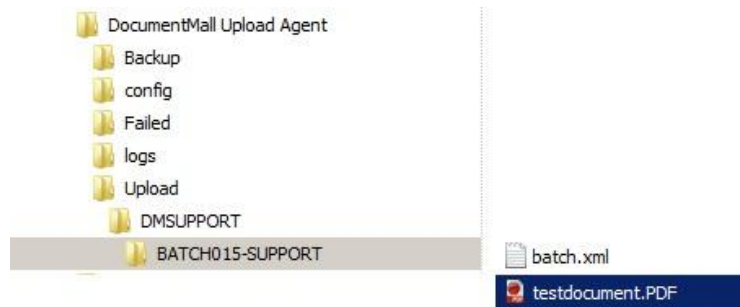 DocumentMall Upload Agent
Backup
config
Failed
logs
Upload
DMSUPPORT
BATCH015-SUPPORT
batch.xml
testdocument.PDF